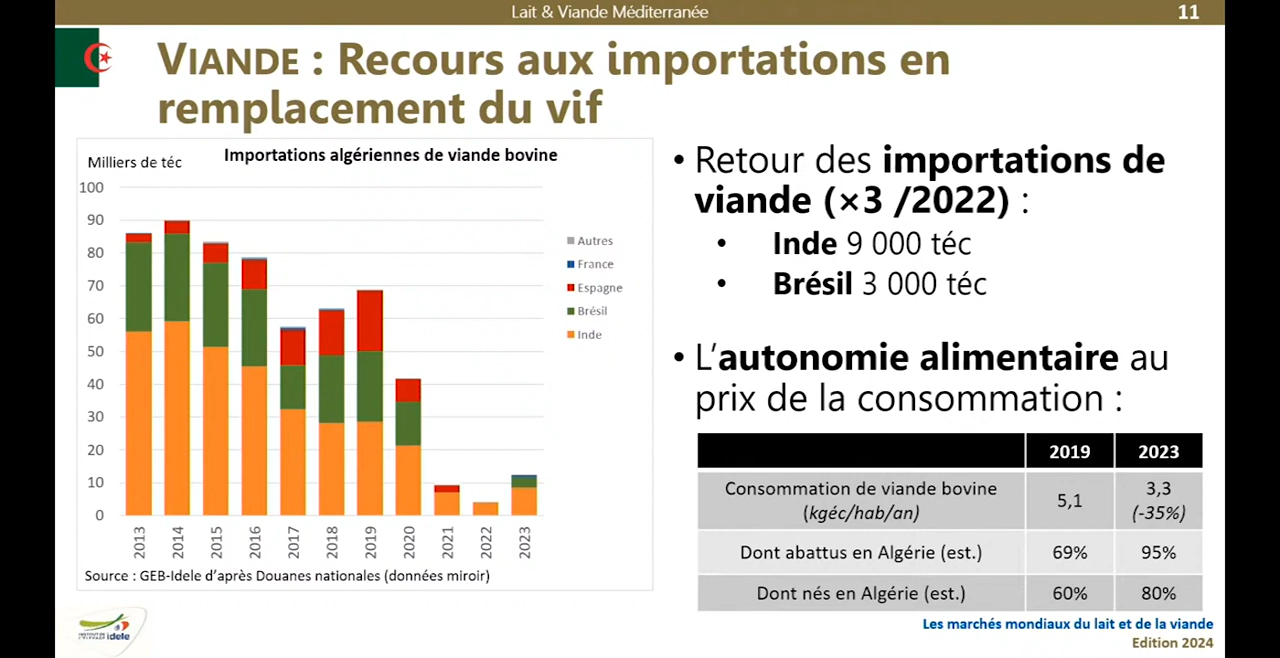 Lait & Viande Méditerranée
11
VIANDE : Recours aux importations en
remplacement du vif
Milliers de téc
Importations algériennes de viande bovine
100
90
80
70
60
50
40
30
20
10
0
2013
2014
2015
2016
2017
2018
2019
2020
2021
2022
2023
Autres
France
Espagne
Brésil
Inde
Source : GEB-Idele d'après Douanes nationales (données miroir)
• Retour des importations de
viande (×3 /2022) :
• Inde 9 000 téc
• Brésil 3 000 téc
• L'autonomie alimentaire au
prix de la consommation :
2019 2023
Consommation de viande bovine
(kgéc/hab/an)
5,1
3,3
(-35%)
Dont abattus en Algérie (est.) 69% 95%
Dont nés en Algérie (est.) 60% 80%
idele
Les marchés mondiaux du lait et de la viande
Edition 2024